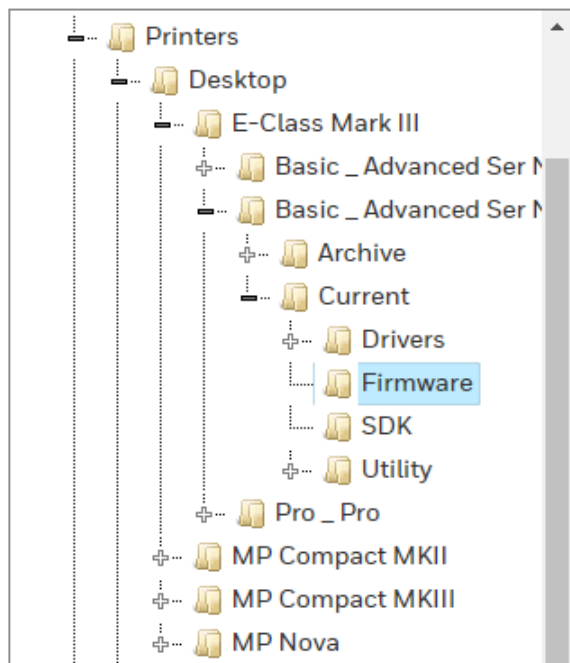 Printers
Desktop
E-Class Mark III
Basic _ Advanced Ser
Basic _ Advanced Ser
Archive
Current
Drivers
Firmware
SDK
Utility
Pro _ Pro
MP Compact MKII
MP Compact MKIII
MP Nova